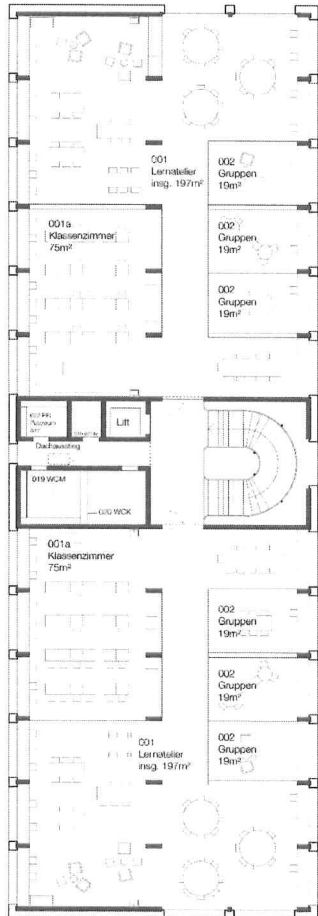 001
Lernatelier
insg. 197m²
002
Gruppen
19m²
001a
Klassenzimmer
75m²
002
Gruppen
19m²
002
Gruppen
19m²
Lift
Dachausstieg
019 WCM
020 WCK
001a
Klassenzimmer
75m²
002
Gruppen
19m²
002
Gruppen
19m²
002
Gruppen
19m²
001
Lernatelier
insg. 197m²